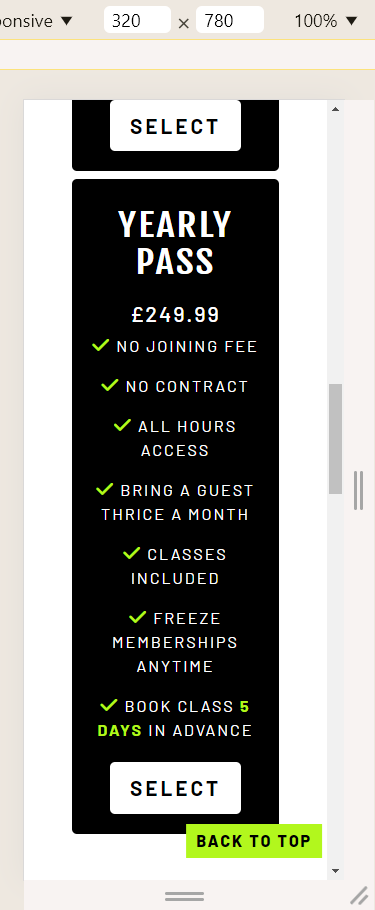 onsive ▼ 320 × 780 100% ▼
SELECT
YEARLY
PASS
£249.99
NO JOINING FEE
NO CONTRACT
ALL HOURS
ACCESS
BRING A GUEST
THRICE A MONTH
CLASSES
INCLUDED
FREEZE
MEMBERSHIPS
ANYTIME
BOOK CLASS 5
DAYS IN ADVANCE
SELECT
BACK TO TOP